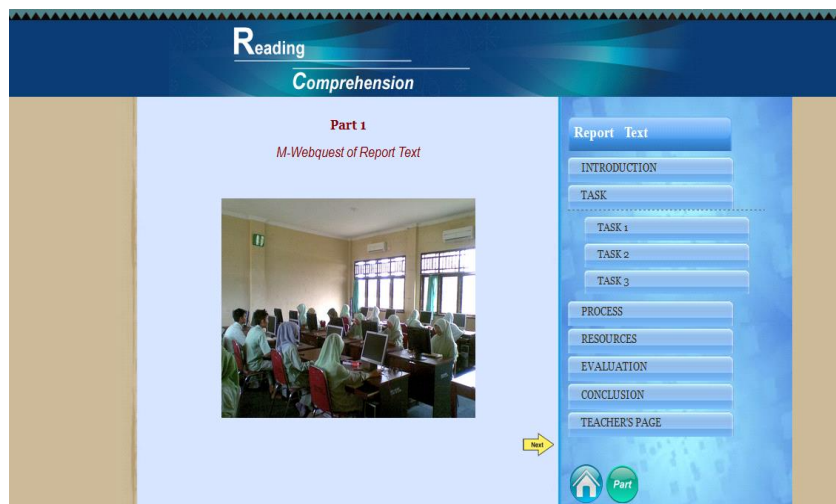 Reading
Comprehension
Part 1
M-Webquest of Report Text
Next
Report Text
INTRODUCTION
TASK
TASK 1
TASK 2
TASK 3
PROCESS
RESOURCES
EVALUATION
CONCLUSION
TEACHER'S PAGE
Part